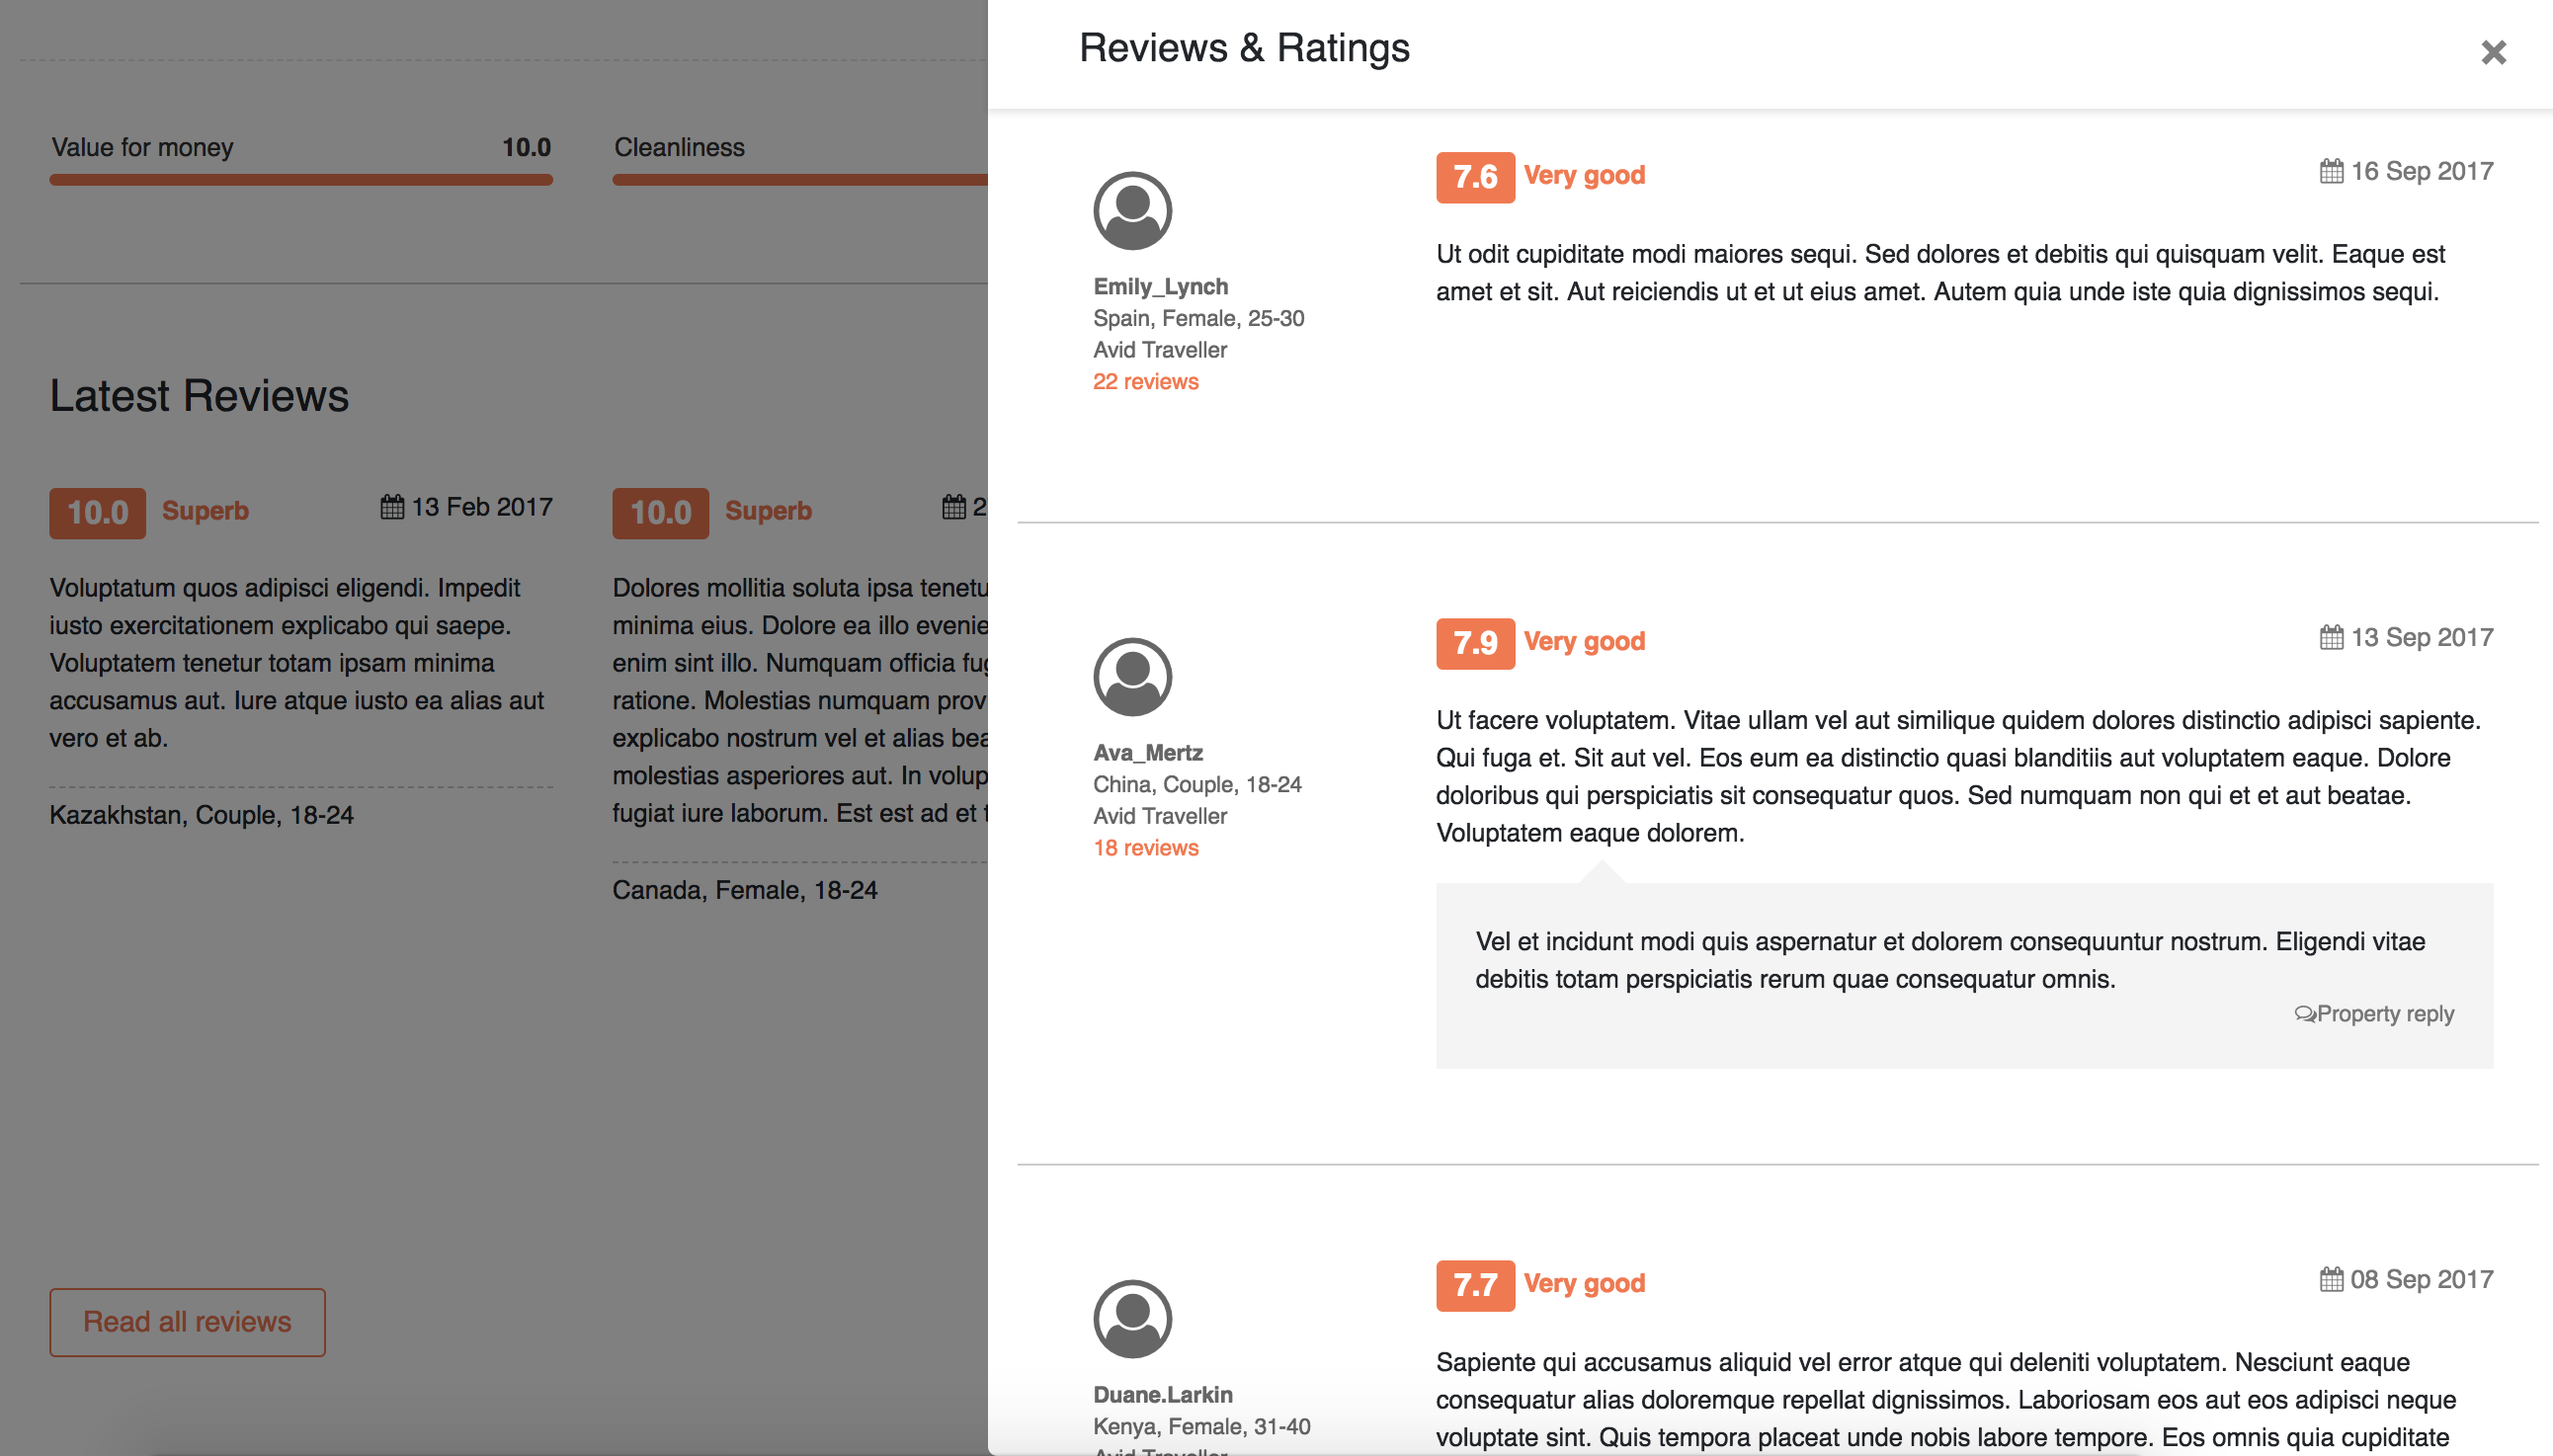 Value for money 10.0
Cleanliness
Latest Reviews
10.0 Superb 13 Feb 2017
Voluptatum quos adipisci eligendi. Impedit
iusto exercitationem explicabo qui saepe.
Voluptatem tenetur totam ipsam minima
accusamus aut. Iure atque iusto ea alias aut
vero et ab.
Kazakhstan, Couple, 18-24
10.0 Superb 2
Dolores mollitia soluta ipsa
minima eius. Dolore ea illo
enim sint illo. Numquam officia
ratione. Molestias numquam
explicabo nostrum vel et alias
molestias asperiores aut. In
fugiat iure laborum. Est est ad et
Canada, Female, 18-24
Read all reviews
Reviews & Ratings
Emily_Lynch
Spain, Female, 25-30
Avid Traveller
22 reviews
7.6 Very good 16 Sep 2017
Ut odit cupiditate modi maiores sequi. Sed dolores et debitis qui quisquam velit. Eaque est
amet et sit. Aut reiciendis ut et ut eius amet. Autem quia unde iste quia dignissimos sequi.
Ava_Mertz
China, Couple, 18-24
Avid Traveller
18 reviews
7.9 Very good 13 Sep 2017
Ut facere voluptatem. Vitae ullam vel aut similique quidem dolores distinctio adipisci sapiente.
Qui fuga et. Sit aut vel. Eos eum ea distinctio quasi blanditiis aut voluptatem eaque. Dolore
doloribus qui perspiciatis sit consequatur quos. Sed numquam non qui et et aut beatae.
Voluptatem eaque dolorem.
Vel et incidunt modi quis aspernatur et dolorem consequuntur nostrum. Eligendi vitae
debitis totam perspiciatis rerum quae consequatur omnis.
Property reply
Duane.Larkin
Kenya, Female, 31-40
Avid Traveller
7.7 Very good 08 Sep 2017
Sapiente qui accusamus aliquid vel error atque qui deleniti voluptatem. Nesciunt eaque
consequatur alias doloremque repellat dignissimos. Laboriosam eos aut eos adipisci neque
voluptate sint. Quis tempora placeat unde nobis labore tempore. Eos omnis quia cupiditate